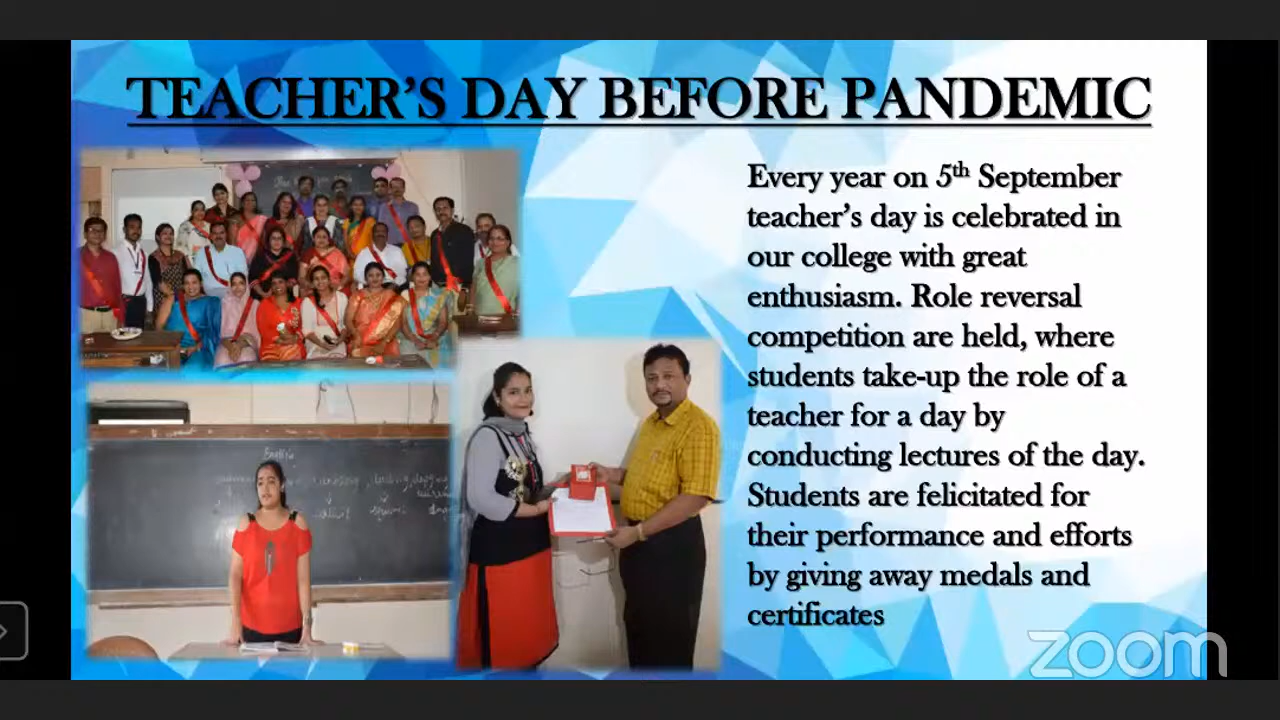 TEACHER'S DAY BEFORE PANDEMIC
Every year on 5th September
teacher's day is celebrated in
our college with great
enthusiasm. Role reversal
competition are held, where
students take-up the role of a
teacher for a day by
conducting lectures of the day.
Students are felicitated for
their performance and efforts
by giving away medals and
certificates
zoom